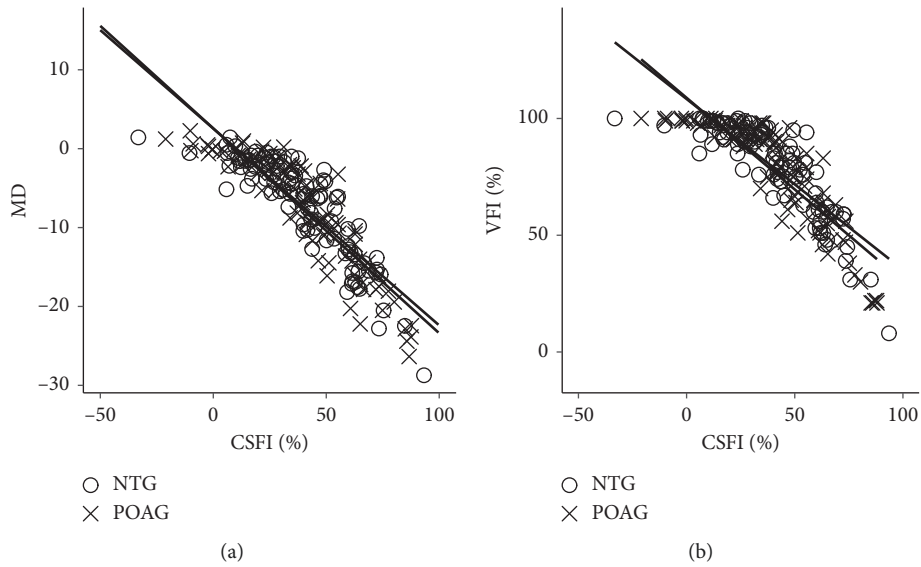 10
0
–10
–20
–30
MD
–50 0 50 100
CSFI (%)
NTG
POAG
(a)
100
50
0
VFI (%)
–50 0 50 100
CSFI (%)
NTG
POAG
(b)